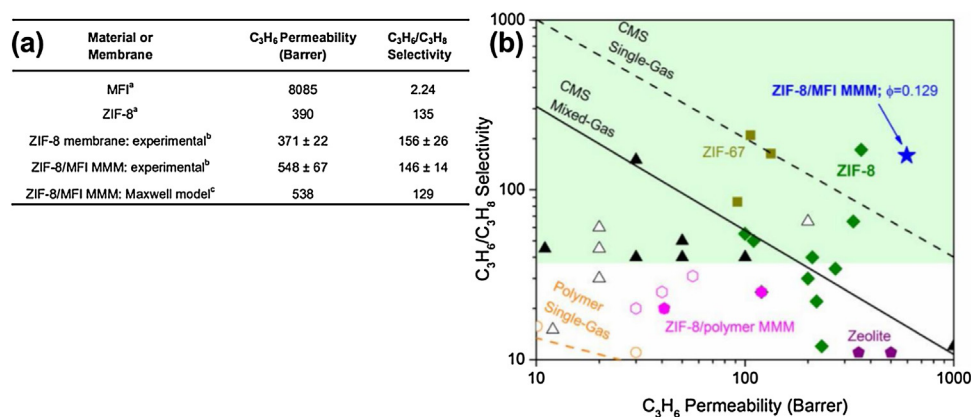 (a)
Material or Membrane C₃H₆ Permeability (Barrer) C₃H₆/C₃H₈ Selectivity
MFIᵃ 8085 2.24
ZIF-8ᵃ 390 135
ZIF-8 membrane: experimentalᵇ 371 ± 22 156 ± 26
ZIF-8/MFI MMM: experimentalᵇ 548 ± 67 146 ± 14
ZIF-8/MFI MMM: Maxwell modelᶜ 538 129
(b)
1000
100
10
C₃H₆/C₃H₈ Selectivity
CMS
Single-Gas
CMS
Mixed-Gas
ZIF-8/MFI MMM; ϕ=0.129
ZIF-67
ZIF-8
Polymer
Single-Gas
ZIF-8/polymer MMM
Zeolite
10 100 1000
C₃H₆ Permeability (Barrer)